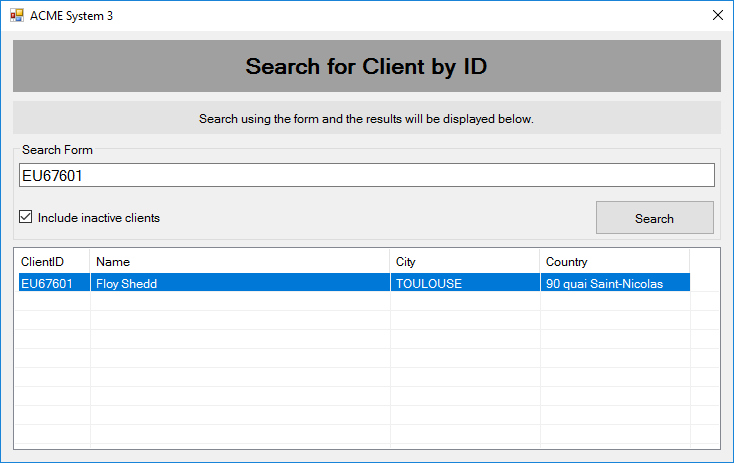 ACME System 3
Search for Client by ID
Search using the form and the results will be displayed below.
Search Form
EU67601
Include inactive clients
Search
ClientID Name City Country
EU67601 Floy Shedd TOULOUSE 90 quai Saint-Nicolas